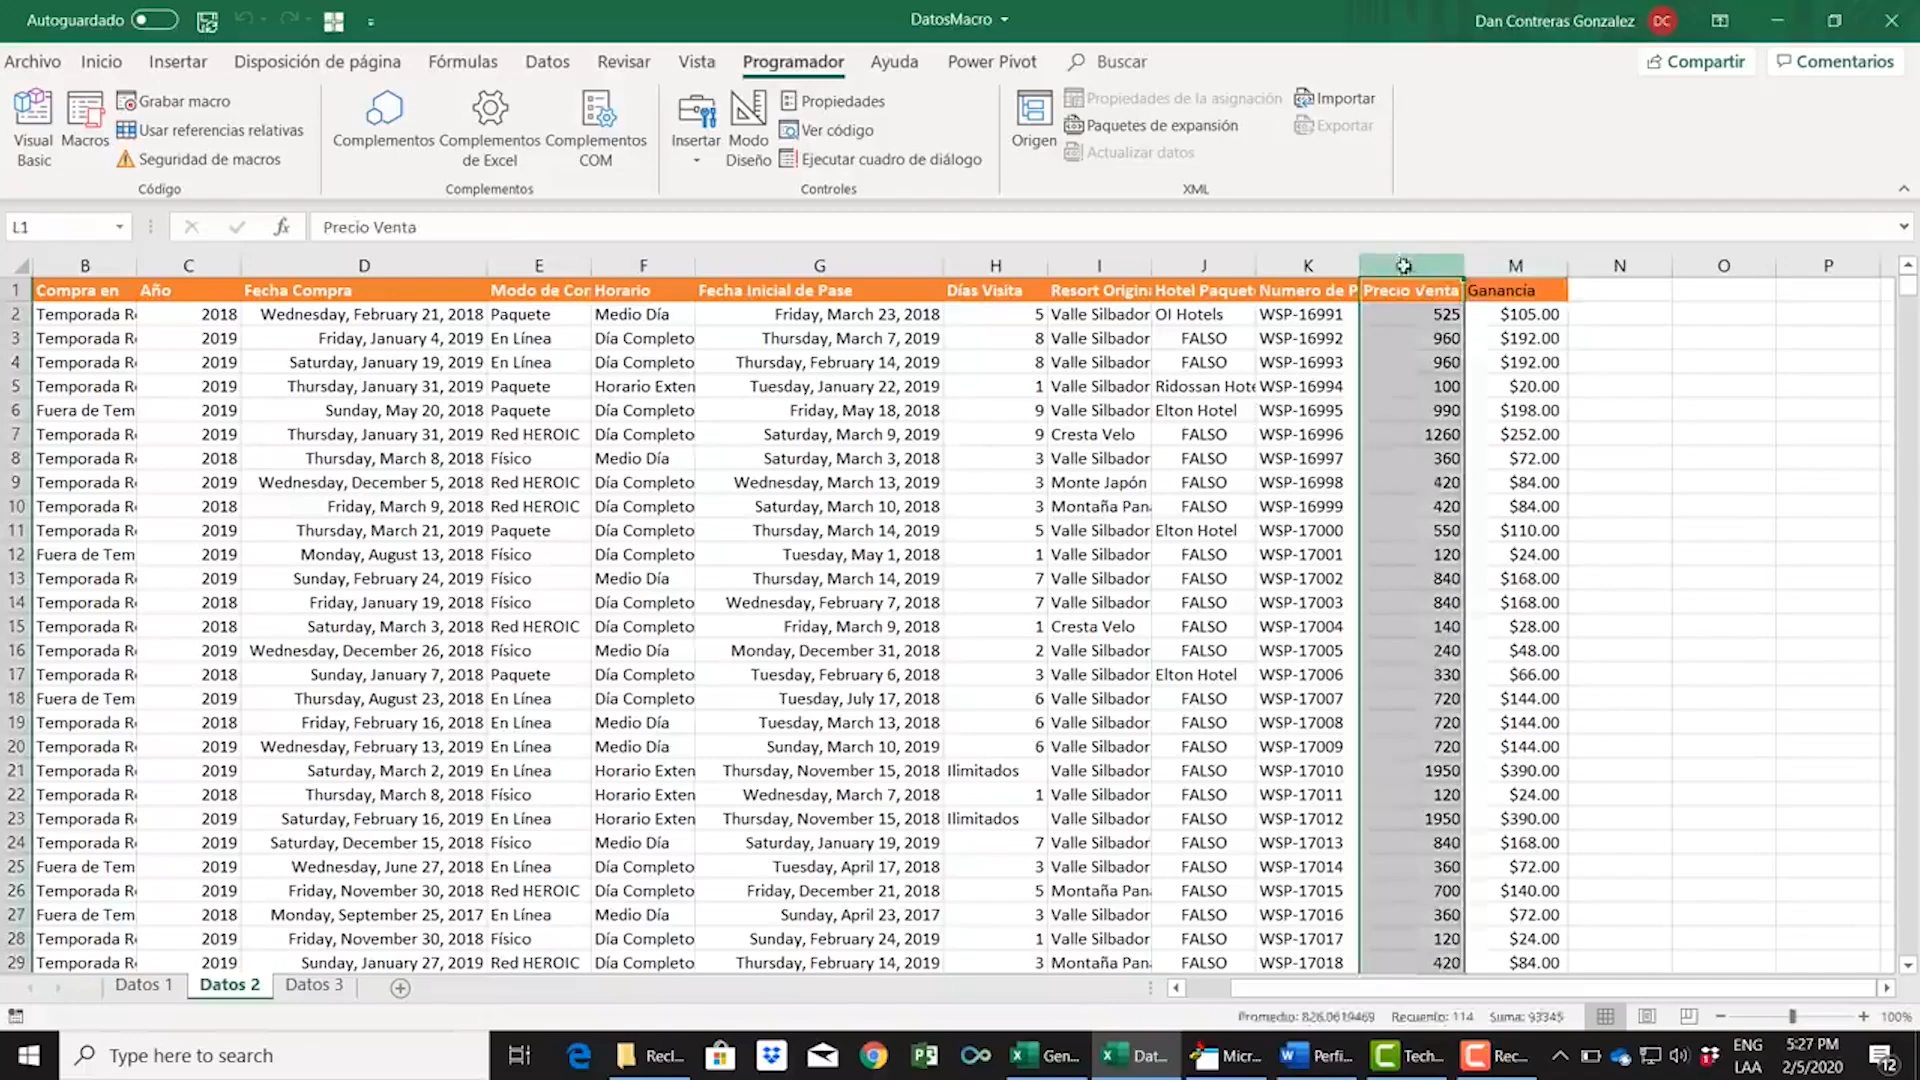 Autoguardado
DatosMacro
Dan Contreras Gonzalez DC
Archivo Inicio Insertar Disposición de página Fórmulas Datos Revisar Vista Programador Ayuda Power Pivot Buscar Compartir Comentarios
Visual Basic
Macros
Grabar macro
Usar referencias relativas
Seguridad de macros
Código
Complementos
Complementos de Excel
Complementos COM
Complementos
Insertar
Modo Diseño
Propiedades
Ver código
Ejecutar cuadro de diálogo
Controles
Origen
Propiedades de la asignación
Paquetes de expansión
Actualizar datos
Importar
Exportar
XML
L1 fx Precio Venta
B C D E F G H I J K M N O P
1 Compra en Año Fecha Compra Modo de Cor Horario Fecha Inicial de Pase Días Visita Resort Origin Hotel Paquet Numero de P Precio Venta Ganancia
2 Temporada R 2018 Wednesday, February 21, 2018 Paquete Medio Día Friday, March 23, 2018 5 Valle Silbador OI Hotels WSP-16991 525 $105.00
3 Temporada R 2019 Friday, January 4, 2019 En Línea Día Completo Thursday, March 7, 2019 8 Valle Silbador FALSO WSP-16992 960 $192.00
4 Temporada R 2019 Saturday, January 19, 2019 En Línea Día Completo Thursday, February 14, 2019 8 Valle Silbador FALSO WSP-16993 960 $192.00
5 Temporada R 2019 Thursday, January 31, 2019 Paquete Horario Exten Tuesday, January 22, 2019 1 Valle Silbador Ridossan Hote WSP-16994 100 $20.00
6 Fuera de Tem 2019 Sunday, May 20, 2018 Paquete Día Completo Friday, May 18, 2018 9 Valle Silbador Elton Hotel WSP-16995 990 $198.00
7 Temporada R 2019 Thursday, January 31, 2019 Red HEROIC Día Completo Saturday, March 9, 2019 9 Cresta Velo FALSO WSP-16996 1260 $252.00
8 Temporada R 2018 Thursday, March 8, 2018 Físico Medio Día Saturday, March 3, 2018 3 Valle Silbador FALSO WSP-16997 360 $72.00
9 Temporada R 2019 Wednesday, December 5, 2018 Red HEROIC Día Completo Wednesday, March 13, 2019 3 Monte Japón FALSO WSP-16998 420 $84.00
10 Temporada R 2018 Friday, March 9, 2018 Red HEROIC Día Completo Saturday, March 10, 2018 3 Montaña Pan FALSO WSP-16999 420 $84.00
11 Temporada R 2019 Thursday, March 21, 2019 Paquete Día Completo Thursday, March 14, 2019 5 Valle Silbador Elton Hotel WSP-17000 550 $110.00
12 Fuera de Tem 2019 Monday, August 13, 2018 Físico Día Completo Tuesday, May 1, 2018 1 Valle Silbador FALSO WSP-17001 120 $24.00
13 Temporada R 2019 Sunday, February 24, 2019 Físico Medio Día Thursday, March 14, 2019 7 Valle Silbador FALSO WSP-17002 840 $168.00
14 Temporada R 2018 Friday, January 19, 2018 Físico Día Completo Wednesday, February 7, 2018 7 Valle Silbador FALSO WSP-17003 840 $168.00
15 Temporada R 2018 Saturday, March 3, 2018 Red HEROIC Día Completo Friday, March 9, 2018 1 Cresta Velo FALSO WSP-17004 140 $28.00
16 Temporada R 2019 Wednesday, December 26, 2018 Físico Medio Día Monday, December 31, 2018 2 Valle Silbador FALSO WSP-17005 240 $48.00
17 Temporada R 2018 Sunday, January 7, 2018 Paquete Día Completo Tuesday, February 6, 2018 3 Valle Silbador Elton Hotel WSP-17006 330 $66.00
18 Fuera de Tem 2019 Thursday, August 23, 2018 En Línea Día Completo Tuesday, July 17, 2018 6 Valle Silbador FALSO WSP-17007 720 $144.00
19 Temporada R 2018 Friday, February 16, 2018 En Línea Medio Día Tuesday, March 13, 2018 6 Valle Silbador FALSO WSP-17008 720 $144.00
20 Temporada R 2019 Wednesday, February 13, 2019 En Línea Medio Día Sunday, March 10, 2019 6 Valle Silbador FALSO WSP-17009 720 $144.00
21 Temporada R 2019 Saturday, March 2, 2019 En Línea Horario Exten Thursday, November 15, 2018 Ilimitados Valle Silbador FALSO WSP-17010 1950 $390.00
22 Temporada R 2018 Thursday, March 8, 2018 Físico Horario Exten Wednesday, March 7, 2018 1 Valle Silbador FALSO WSP-17011 120 $24.00
23 Temporada R 2019 Saturday, February 16, 2019 En Línea Horario Exten Thursday, November 15, 2018 Ilimitados Valle Silbador FALSO WSP-17012 1950 $390.00
24 Temporada R 2019 Saturday, December 15, 2018 Físico Medio Día Saturday, January 19, 2019 7 Valle Silbador FALSO WSP-17013 840 $168.00
25 Fuera de Tem 2019 Wednesday, June 27, 2018 En Línea Día Completo Tuesday, April 17, 2018 3 Valle Silbador FALSO WSP-17014 360 $72.00
26 Temporada R 2019 Friday, November 30, 2018 Red HEROIC Día Completo Friday, December 21, 2018 5 Montaña Pan FALSO WSP-17015 700 $140.00
27 Fuera de Tem 2018 Monday, September 25, 2017 En Línea Medio Día Sunday, April 23, 2017 3 Valle Silbador FALSO WSP-17016 360 $72.00
28 Temporada R 2019 Friday, November 30, 2018 Físico Día Completo Sunday, February 24, 2019 1 Valle Silbador FALSO WSP-17017 120 $24.00
29 Temporada R 2019 Sunday, January 27, 2019 Red HEROIC Día Completo Thursday, February 14, 2019 3 Montaña Pan FALSO WSP-17018 420 $84.00
Datos 1 Datos 2 Datos 3
Promedio: 826.0619469 Recuento: 114 Suma: 93345 100%
Type here to search Recl... Gen... Dat... Micr... Perfi... Tech... Rec... ENG 5:27 PM
LAA 2/5/2020 12